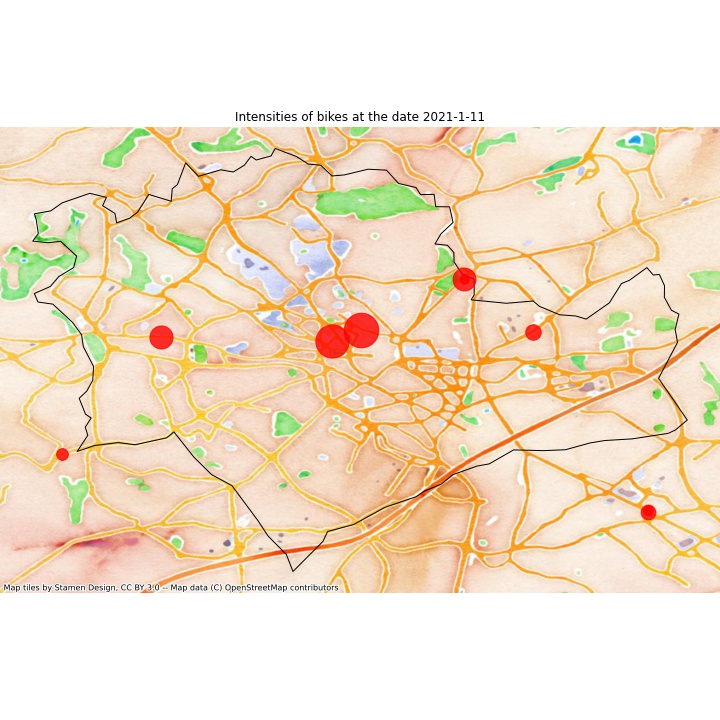 Intensities of bikes at the date 2021-1-11
Map tiles by Stamen Design, CC BY 3.0 -- Map data (C) OpenStreetMap contributors